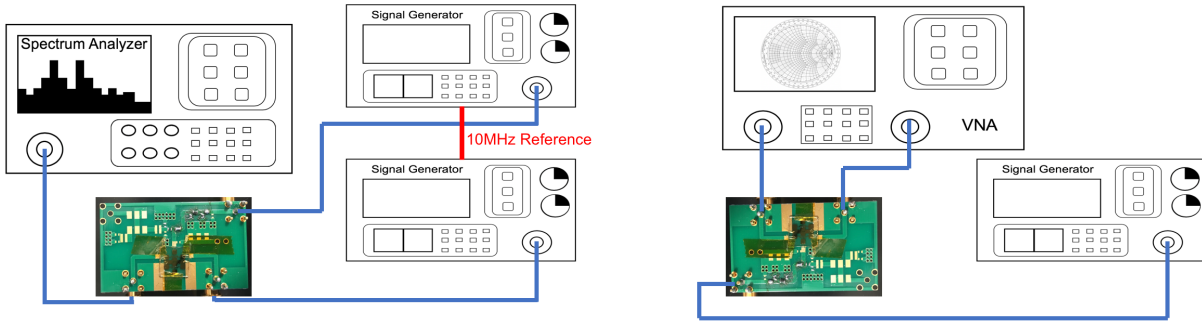 Spectrum Analyzer
Signal Generator
10MHz Reference
Signal Generator
VNA
Signal Generator